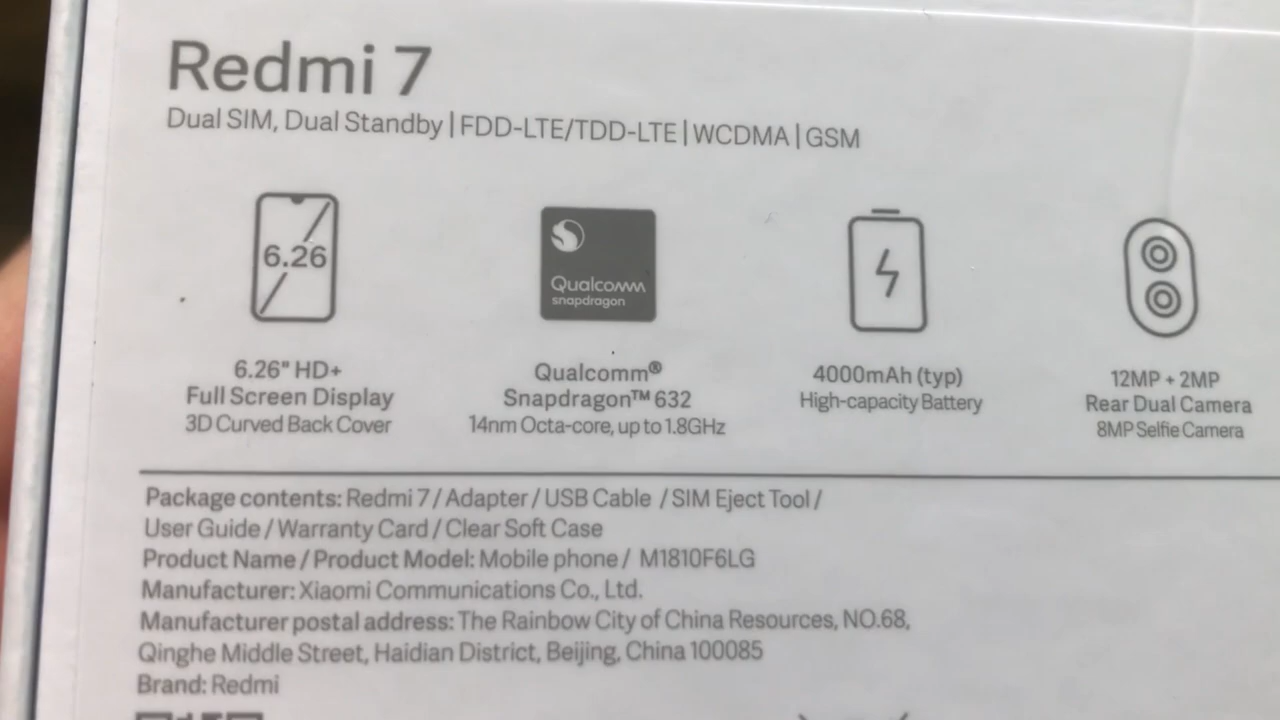 Redmi 7
Dual SIM, Dual Standby | FDD-LTE/TDD-LTE | WCDMA | GSM
6.26
Qualcomm
snapdragon
6.26" HD+
Full Screen Display
3D Curved Back Cover
Qualcomm®
Snapdragon™ 632
14nm Octa-core, up to 1.8GHz
4000mAh (typ)
High-capacity Battery
12MP + 2MP
Rear Dual Camera
8MP Selfie Camera
Package contents: Redmi 7 / Adapter / USB Cable / SIM Eject Tool /
User Guide / Warranty Card / Clear Soft Case
Product Name / Product Model: Mobile phone / M1810F6LG
Manufacturer: Xiaomi Communications Co., Ltd.
Manufacturer postal address: The Rainbow City of China Resources, NO.68,
Qinghe Middle Street, Haidian District, Beijing, China 100085
Brand: Redmi